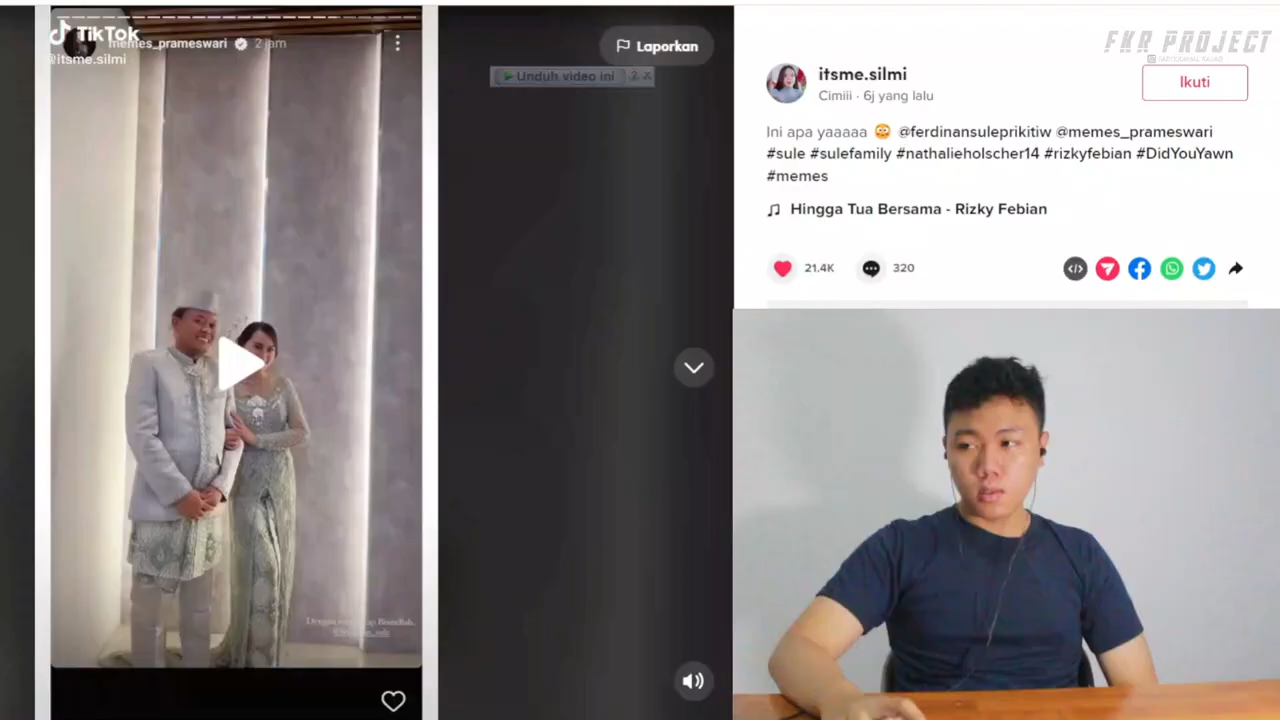 TikTok
memes_prameswari 2 jam
@itsme.silmi
Laporkan
Unduh video ini ? X
FKR PROJECT
itsme.silmi
Cimiii · 6j yang lalu
Ikuti
Ini apa yaaaaa 😳 @ferdinansuleprikitiw @memes_prameswari
#sule #sulefamily #nathalieholscher14 #rizkyfebian #DidYouYawn
#memes
Hingga Tua Bersama - Rizky Febian
21.4K
320